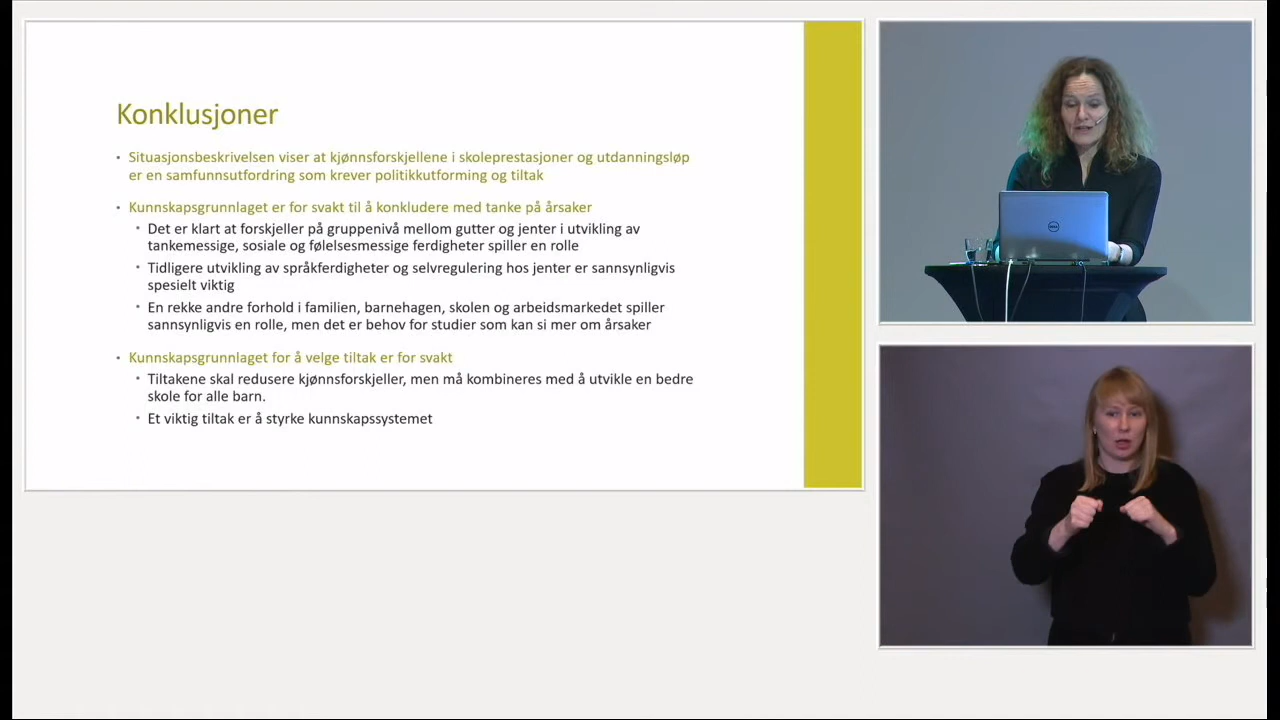 Konklusjoner
• Situasjonsbeskrivelsen viser at kjønnsforskjellene i skoleprestasjoner og utdanningsløp
er en samfunnsutfordring som krever politikkutforming og tiltak
• Kunnskapsgrunnlaget er for svakt til å konkludere med tanke på årsaker
• Det er klart at forskjeller på gruppenivå mellom gutter og jenter i utvikling av
tankemessige, sosiale og følelsesmessige ferdigheter spiller en rolle
• Tidligere utvikling av språkferdigheter og selvregulering hos jenter er sannsynligvis
spesielt viktig
• En rekke andre forhold i familien, barnehagen, skolen og arbeidsmarkedet spiller
sannsynligvis en rolle, men det er behov for studier som kan si mer om årsaker
• Kunnskapsgrunnlaget for å velge tiltak er for svakt
• Tiltakene skal redusere kjønnsforskjeller, men må kombineres med å utvikle en bedre
skole for alle barn.
• Et viktig tiltak er å styrke kunnskapssystemet
DELL